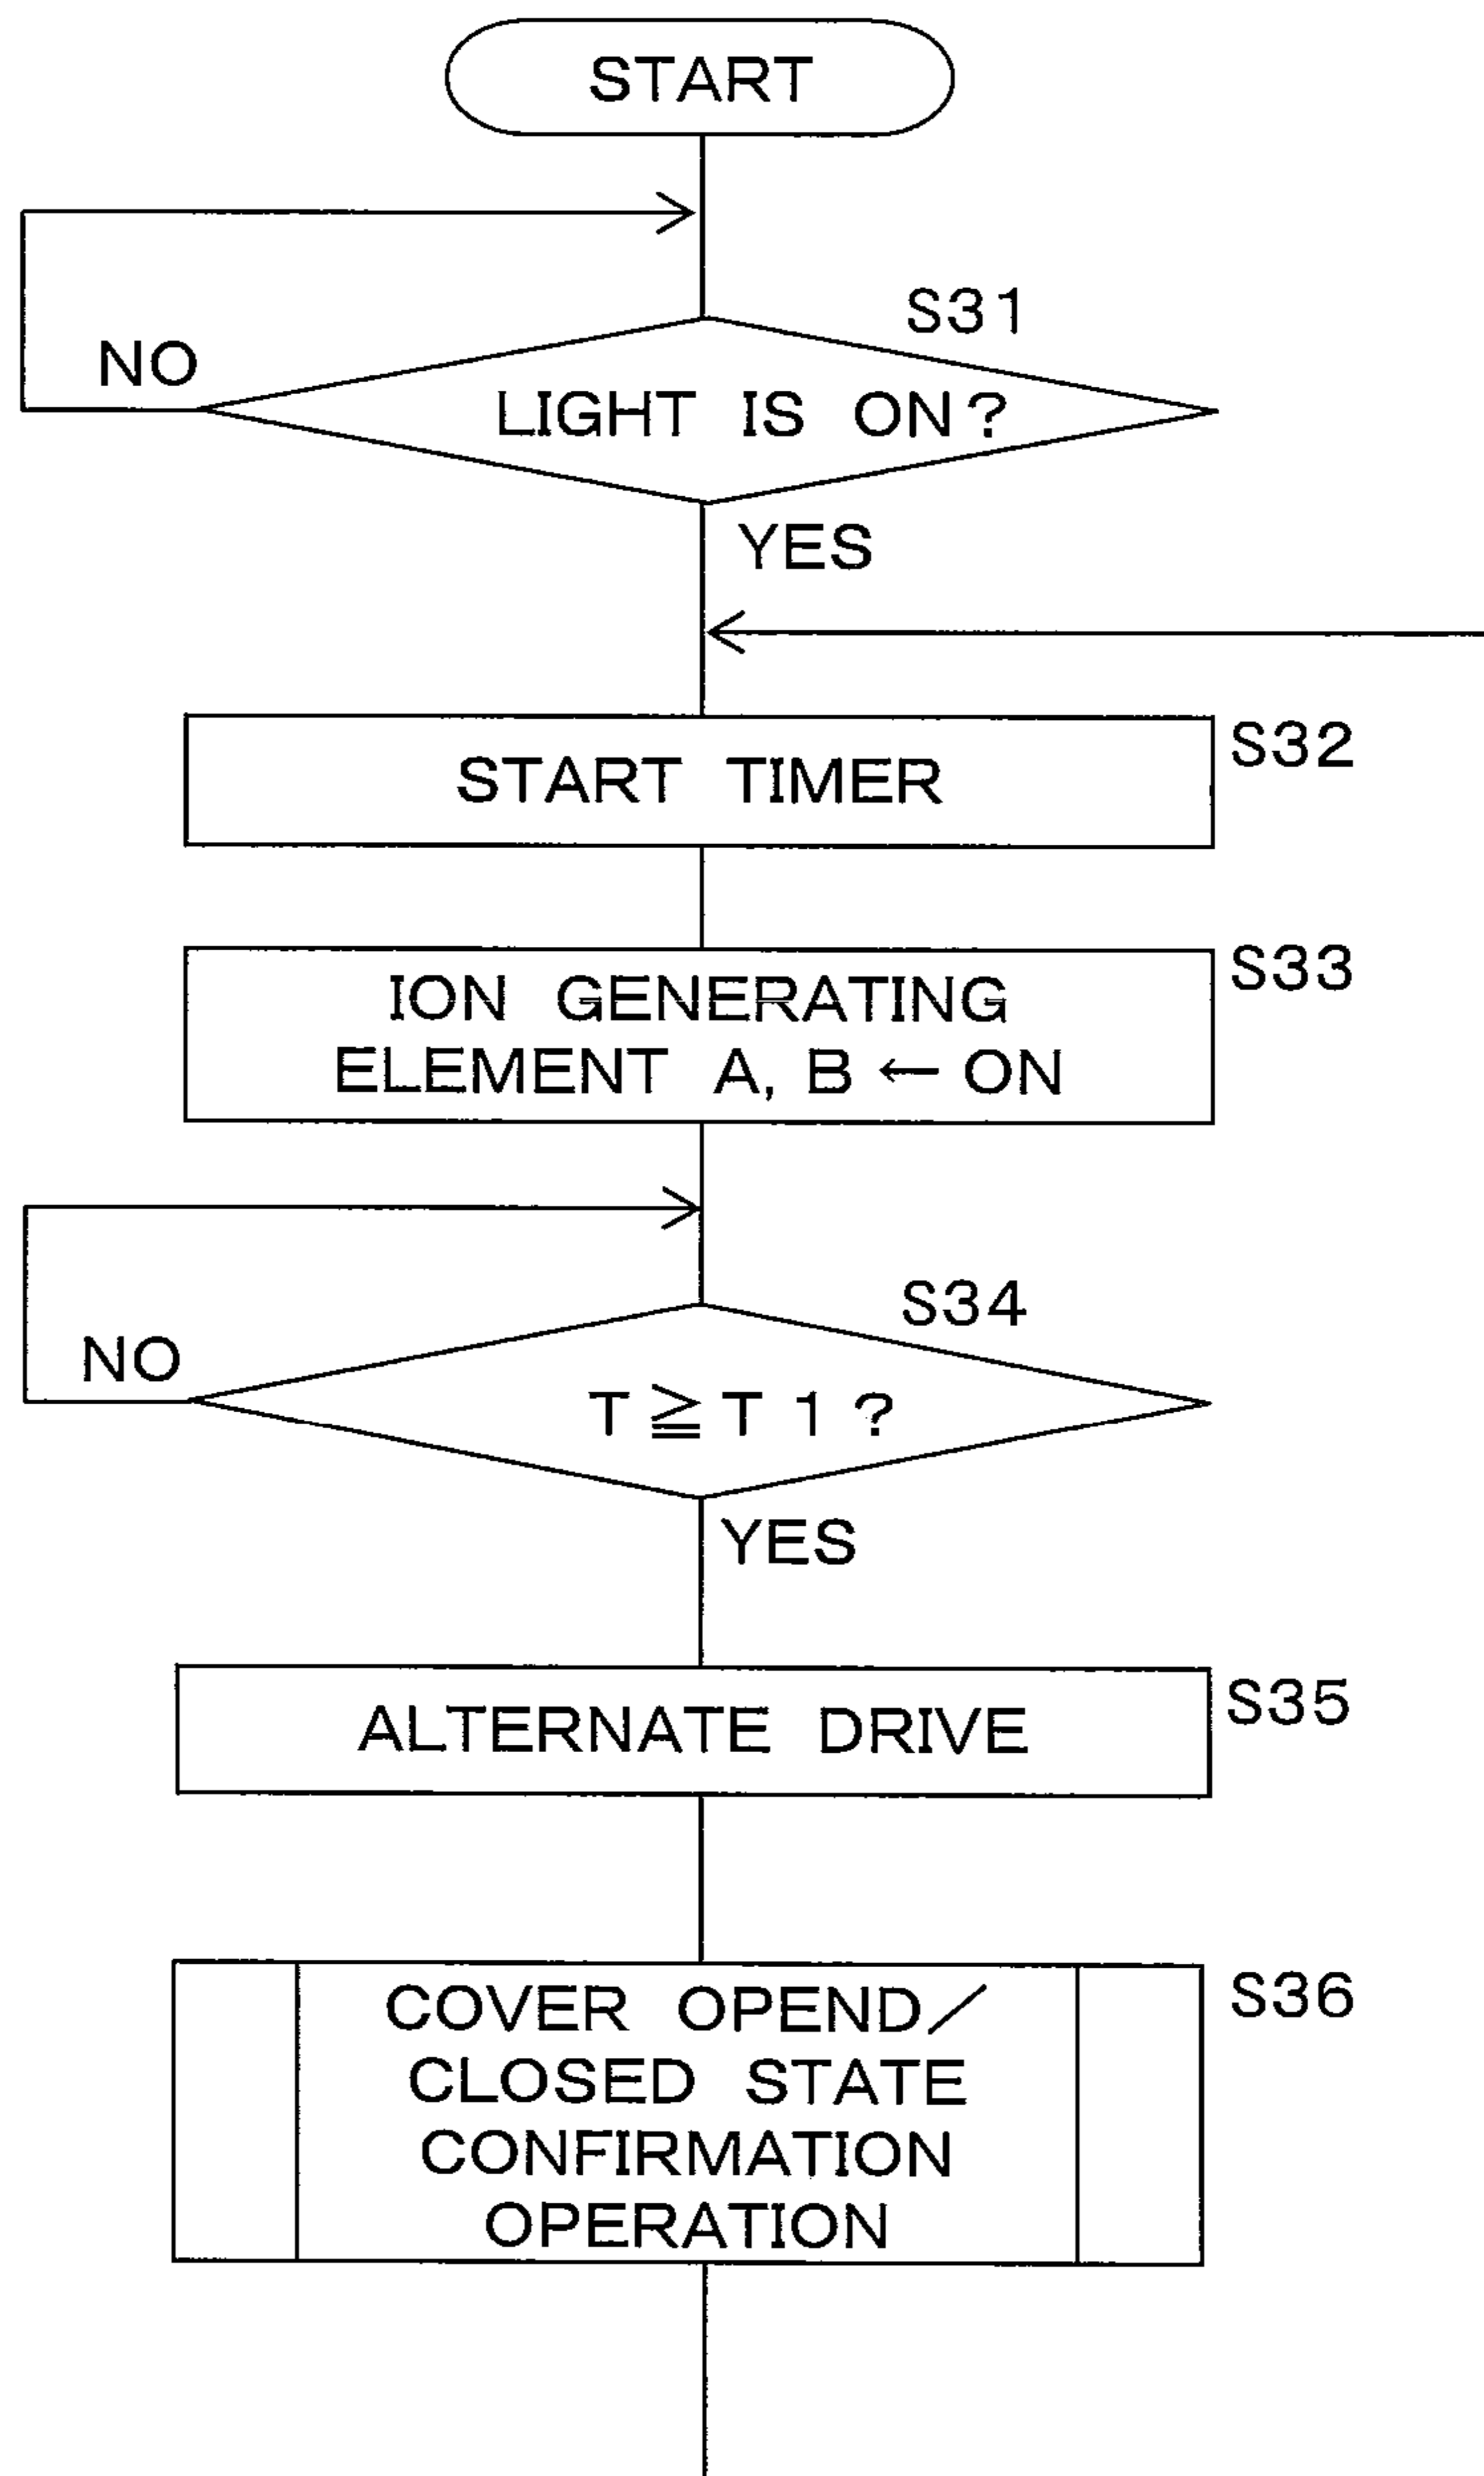 START
S31
NO
LIGHT IS ON?
YES
START TIMER
S32
ION GENERATING
ELEMENT A, B ← ON
S33
S34
NO
T ≧ T 1 ?
YES
ALTERNATE DRIVE
S35
COVER OPEND/
CLOSED STATE
CONFIRMATION
OPERATION
S36